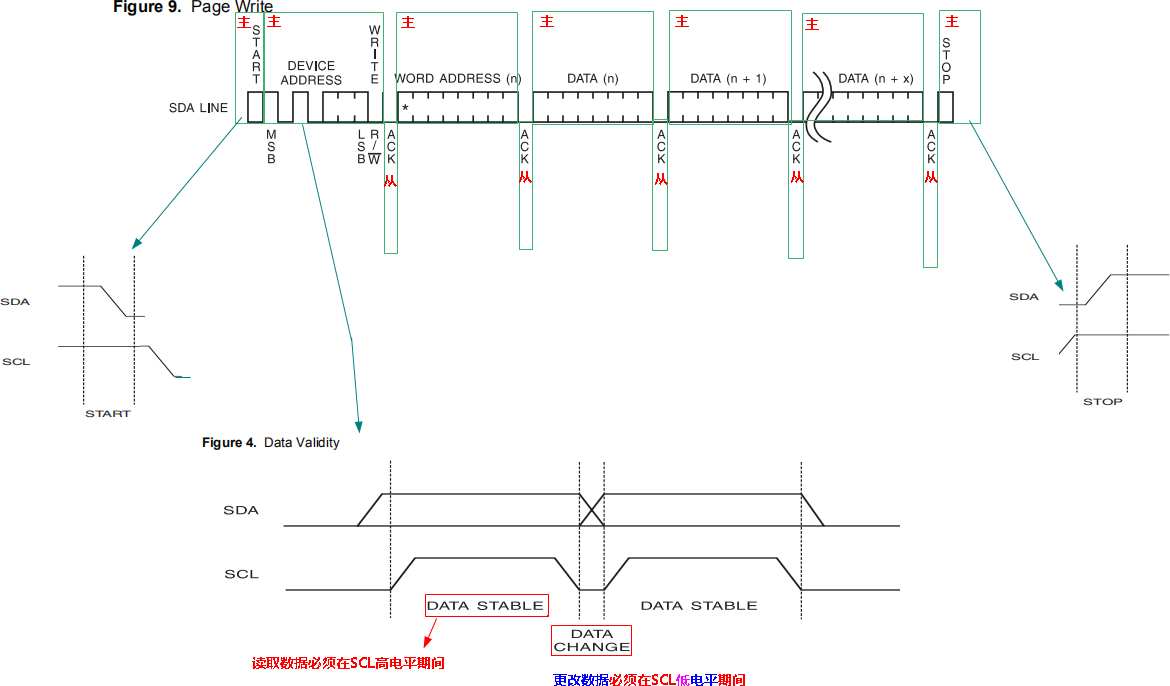 Figure 9. Page Write
主 主 主 主 主 主 主
START
WRITE
STOP
DEVICE
ADDRESS
WORD ADDRESS (n)
DATA (n)
DATA (n + 1)
DATA (n + x)
SDA LINE
*
MSB
LSB
R/W
ACK
ACK
ACK
ACK
ACK
从 从 从 从 从
SDA
SCL
START
SDA
SCL
STOP
Figure 4. Data Validity
SDA
SCL
DATA STABLE
DATA STABLE
DATA
CHANGE
读取数据必须在SCL高电平期间
更改数据必须在SCL低电平期间